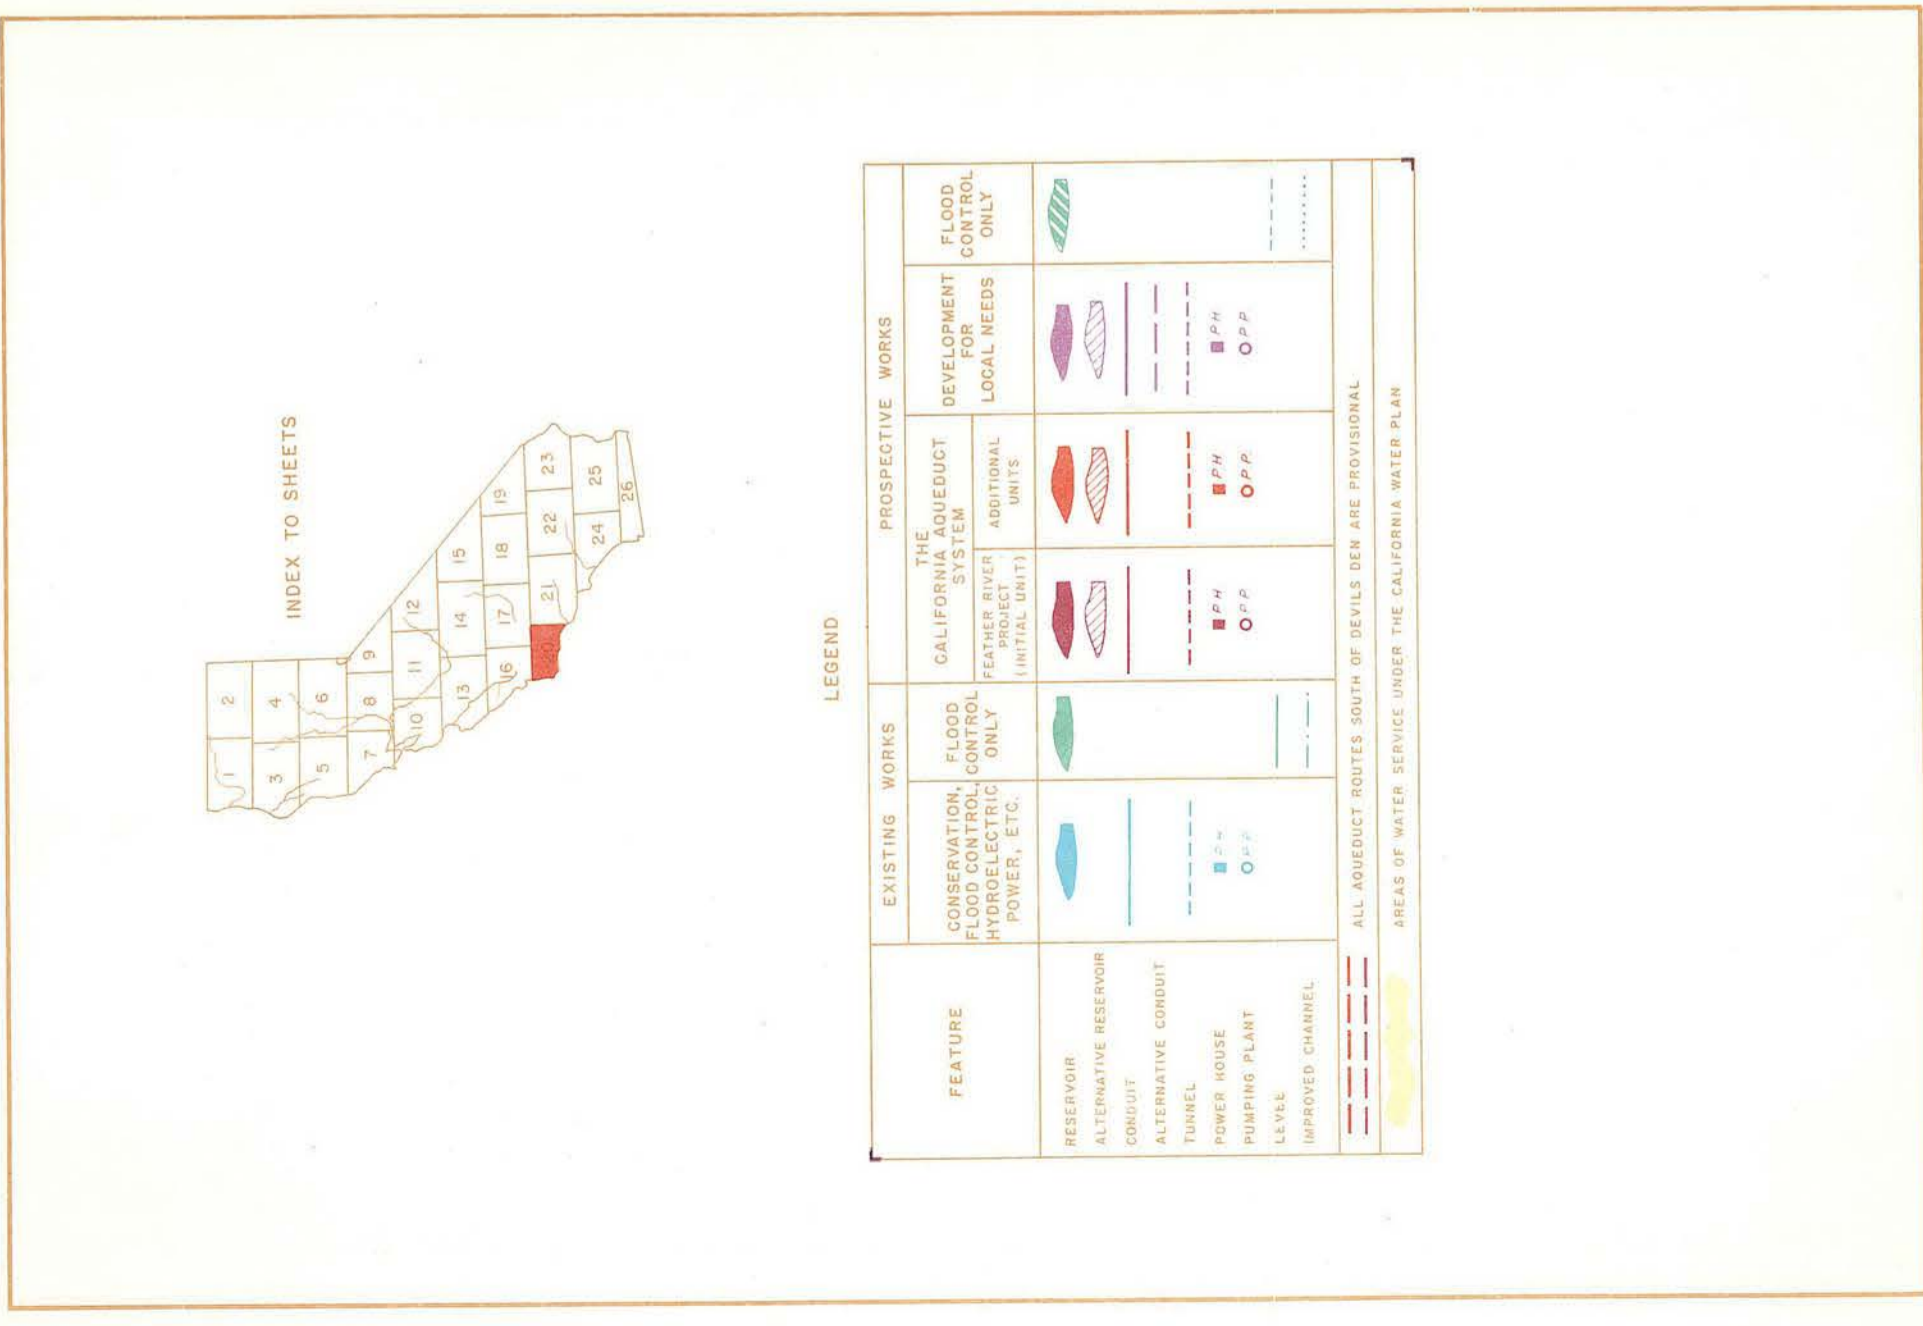 INDEX TO SHEETS
1
2
3
4
5
6
7
8
9
10
11
12
13
14
15
16
17
18
19
20
21
22
23
24
25
26
LEGEND
FEATURE
EXISTING WORKS
PROSPECTIVE WORKS
CONSERVATION,
FLOOD CONTROL,
HYDROELECTRIC
POWER, ETC.
FLOOD
CONTROL
ONLY
THE
CALIFORNIA AQUEDUCT
SYSTEM
FEATHER RIVER
PROJECT
(INITIAL UNIT)
ADDITIONAL
UNITS
DEVELOPMENT
FOR
LOCAL NEEDS
FLOOD
CONTROL
ONLY
RESERVOIR
ALTERNATIVE RESERVOIR
CONDUIT
ALTERNATIVE CONDUIT
TUNNEL
POWER HOUSE
PH
PH
PH
PH
PUMPING PLANT
PP
PP
PP
PP
LEVEE
IMPROVED CHANNEL
ALL AQUEDUCT ROUTES SOUTH OF DEVILS DEN ARE PROVISIONAL
AREAS OF WATER SERVICE UNDER THE CALIFORNIA WATER PLAN